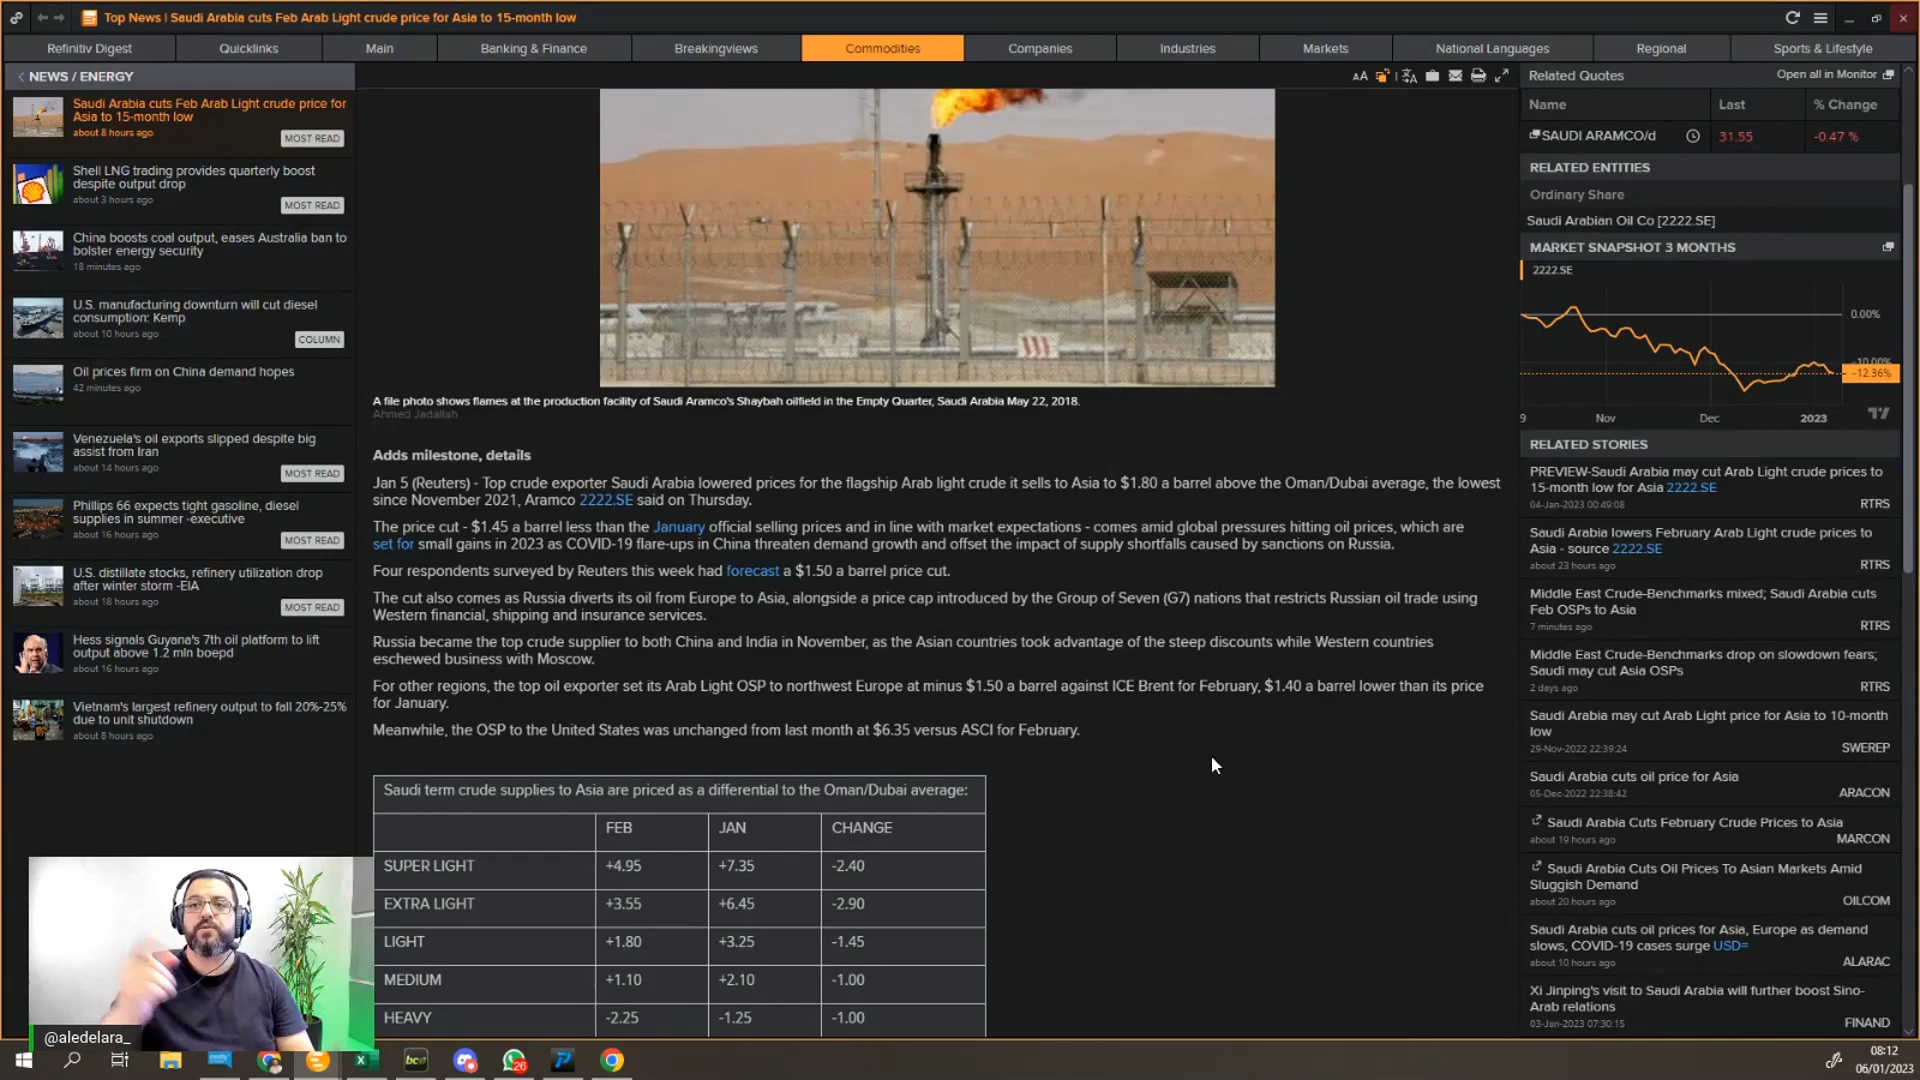 Top News | Saudi Arabia cuts Feb Arab Light crude price for Asia to 15-month low
Refinitiv Digest
Quicklinks
Main
Banking & Finance
Breakingviews
Commodities
Companies
Industries
Markets
National Languages
Regional
Sports & Lifestyle
NEWS / ENERGY
Saudi Arabia cuts Feb Arab Light crude price for
Asia to 15-month low
about 8 hours ago
MOST READ
Shell LNG trading provides quarterly boost
despite output drop
about 3 hours ago
MOST READ
China boosts coal output, eases Australia ban to
bolster energy security
18 minutes ago
U.S. manufacturing downturn will cut diesel
consumption: Kemp
about 10 hours ago
COLUMN
Oil prices firm on China demand hopes
42 minutes ago
Venezuela's oil exports slipped despite big
assist from Iran
about 14 hours ago
MOST READ
Phillips 66 expects tight gasoline, diesel
supplies in summer -executive
about 16 hours ago
MOST READ
U.S. distillate stocks, refinery utilization drop
after winter storm -EIA
about 18 hours ago
MOST READ
Hess signals Guyana's 7th oil platform to lift
output above 1.2 mln boepd
about 16 hours ago
Vietnam's largest refinery output to fall 20%-25%
due to unit shutdown
about 8 hours ago
@aledelara_
AA
A file photo shows flames at the production facility of Saudi Aramco's Shaybah oilfield in the Empty Quarter, Saudi Arabia May 22, 2018.
Ahmed Jadallah
Adds milestone, details
Jan 5 (Reuters) - Top crude exporter Saudi Arabia lowered prices for the flagship Arab light crude it sells to Asia to $1.80 a barrel above the Oman/Dubai average, the lowest
since November 2021, Aramco 2222.SE said on Thursday.
The price cut - $1.45 a barrel less than the January official selling prices and in line with market expectations - comes amid global pressures hitting oil prices, which are
set for small gains in 2023 as COVID-19 flare-ups in China threaten demand growth and offset the impact of supply shortfalls caused by sanctions on Russia.
Four respondents surveyed by Reuters this week had forecast a $1.50 a barrel price cut.
The cut also comes as Russia diverts its oil from Europe to Asia, alongside a price cap introduced by the Group of Seven (G7) nations that restricts Russian oil trade using
Western financial, shipping and insurance services.
Russia became the top crude supplier to both China and India in November, as the Asian countries took advantage of the steep discounts while Western countries
eschewed business with Moscow.
For other regions, the top oil exporter set its Arab Light OSP to northwest Europe at minus $1.50 a barrel against ICE Brent for February, $1.40 a barrel lower than its price
for January.
Meanwhile, the OSP to the United States was unchanged from last month at $6.35 versus ASCI for February.
Saudi term crude supplies to Asia are priced as a differential to the Oman/Dubai average:
FEB JAN CHANGE
SUPER LIGHT +4.95 +7.35 -2.40
EXTRA LIGHT +3.55 +6.45 -2.90
LIGHT +1.80 +3.25 -1.45
MEDIUM +1.10 +2.10 -1.00
HEAVY -2.25 -1.25 -1.00
Related Quotes
Open all in Monitor
Name Last % Change
SAUDI ARAMCO/d 31.55 -0.47 %
RELATED ENTITIES
Ordinary Share
Saudi Arabian Oil Co [2222.SE]
MARKET SNAPSHOT 3 MONTHS
2222.SE
0.00%
-10.00%
-12.36%
9 Nov Dec 2023
RELATED STORIES
PREVIEW-Saudi Arabia may cut Arab Light crude prices to
15-month low for Asia 2222.SE
04-Jan-2023 00:49:08 RTRS
Saudi Arabia lowers February Arab Light crude prices to
Asia - source 2222.SE
about 23 hours ago RTRS
Middle East Crude-Benchmarks mixed; Saudi Arabia cuts
Feb OSPs to Asia
7 minutes ago RTRS
Middle East Crude-Benchmarks drop on slowdown fears;
Saudi may cut Asia OSPs
2 days ago RTRS
Saudi Arabia may cut Arab Light price for Asia to 10-month
low
29-Nov-2022 22:39:24 SWEREP
Saudi Arabia cuts oil price for Asia
05-Dec-2022 22:38:42 ARACON
Saudi Arabia Cuts February Crude Prices to Asia
about 19 hours ago MARCON
Saudi Arabia Cuts Oil Prices To Asian Markets Amid
Sluggish Demand
about 20 hours ago OILCOM
Saudi Arabia cuts oil prices for Asia, Europe as demand
slows, COVID-19 cases surge USD=
about 10 hours ago ALARAC
Xi Jinping's visit to Saudi Arabia will further boost Sino-
Arab relations
03-Jan-2023 07:30:15 FINAND
26
08:12
06/01/2023